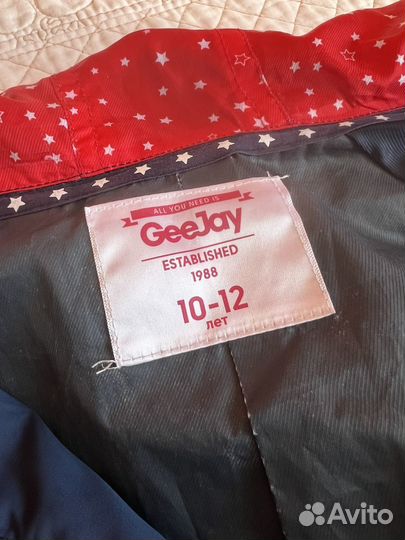 ALL YOU NEED IS
GeeJay
ESTABLISHED
1988
10-12
лет
Avito